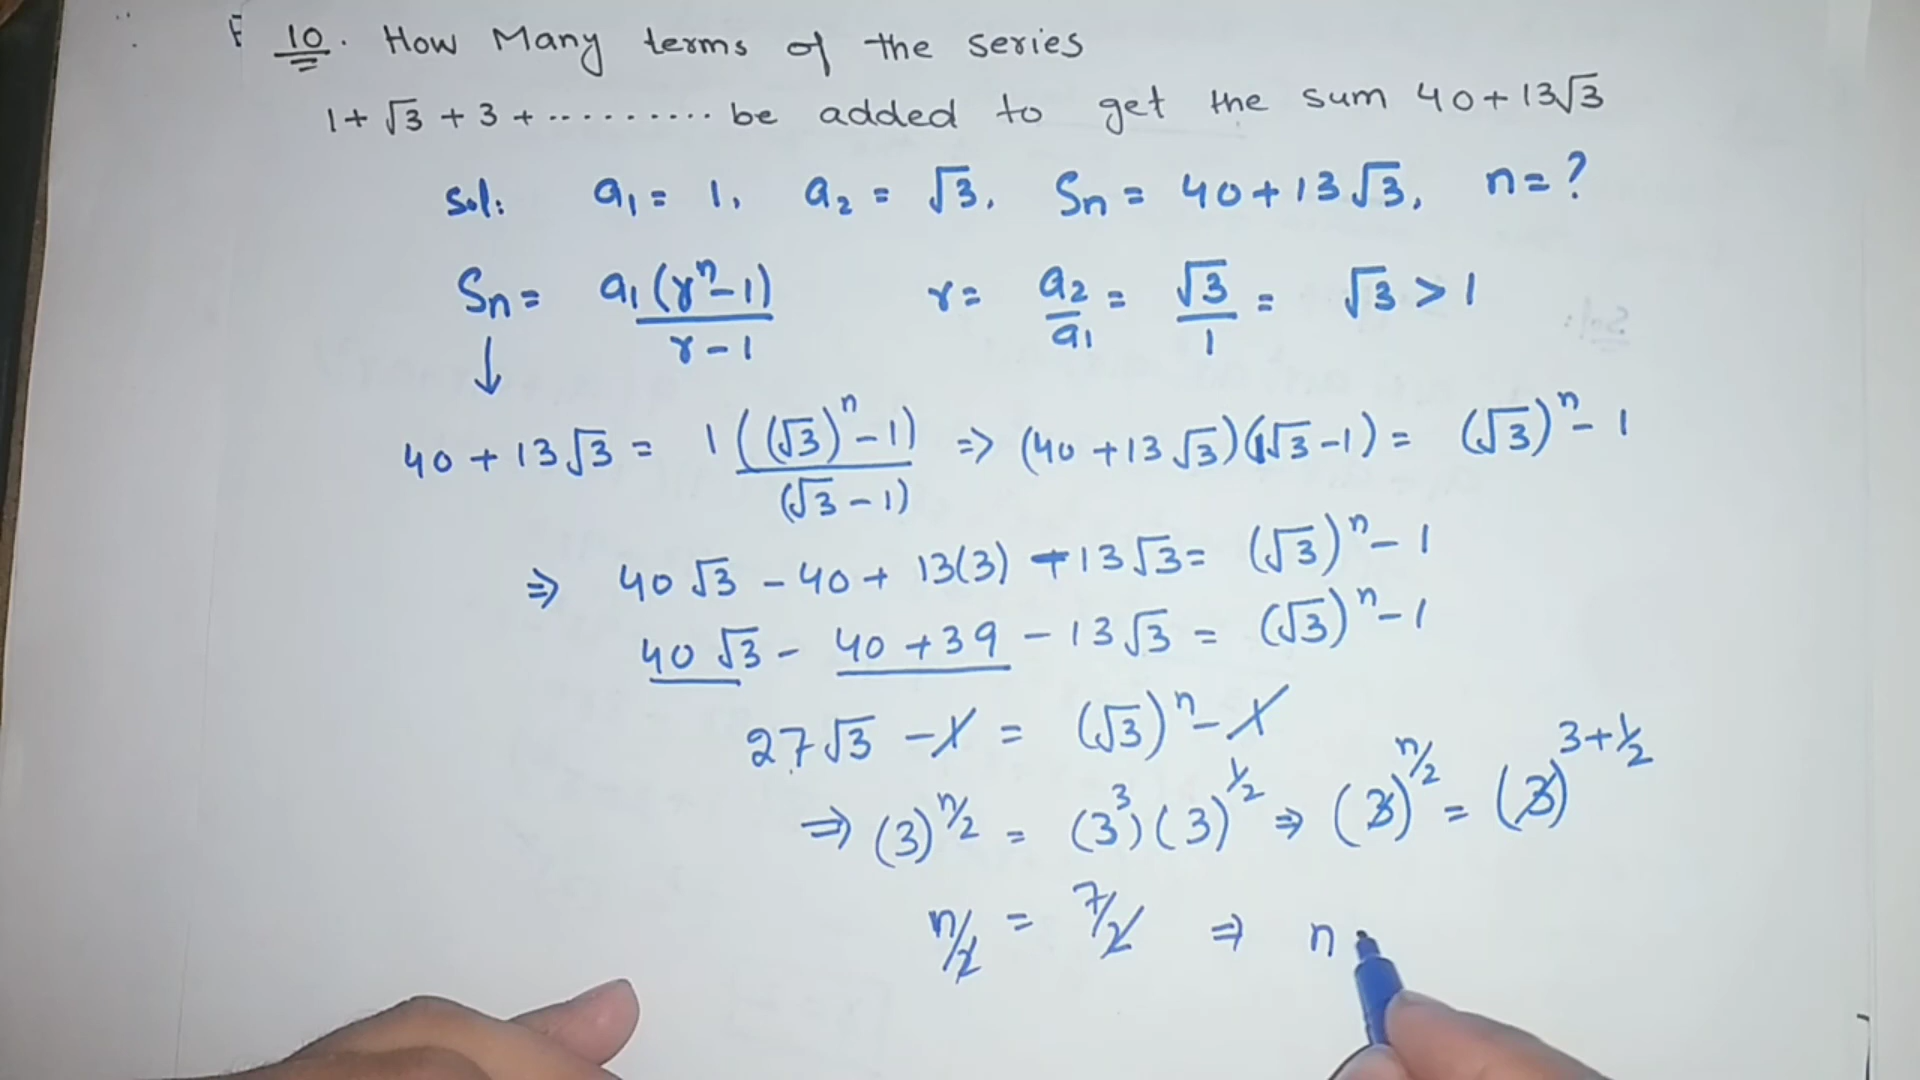 10. How Many terms of the series
1+√3+3+.......... be added to get the sum 40+13√3
Sol: a₁ = 1, a₂ = √3, Sn = 40+13√3, n=?
Sn = a₁(rⁿ-1)/r-1 r = a₂/a₁ = √3/1 = √3 > 1
↓
40+13√3 = 1((√3)ⁿ-1)/(√3-1) ⇒ (40+13√3)(√3-1) = (√3)ⁿ-1
⇒ 40√3 - 40 + 13(3) - 13√3 = (√3)ⁿ-1
40√3 - 40+39 - 13√3 = (√3)ⁿ-1
27√3 - 1 = (√3)ⁿ - 1
⇒ (3)^n/2 = (3³)(3)^1/2 ⇒ (3)^n/2 = (3)^3+1/2
n/2 = 7/2 ⇒ n